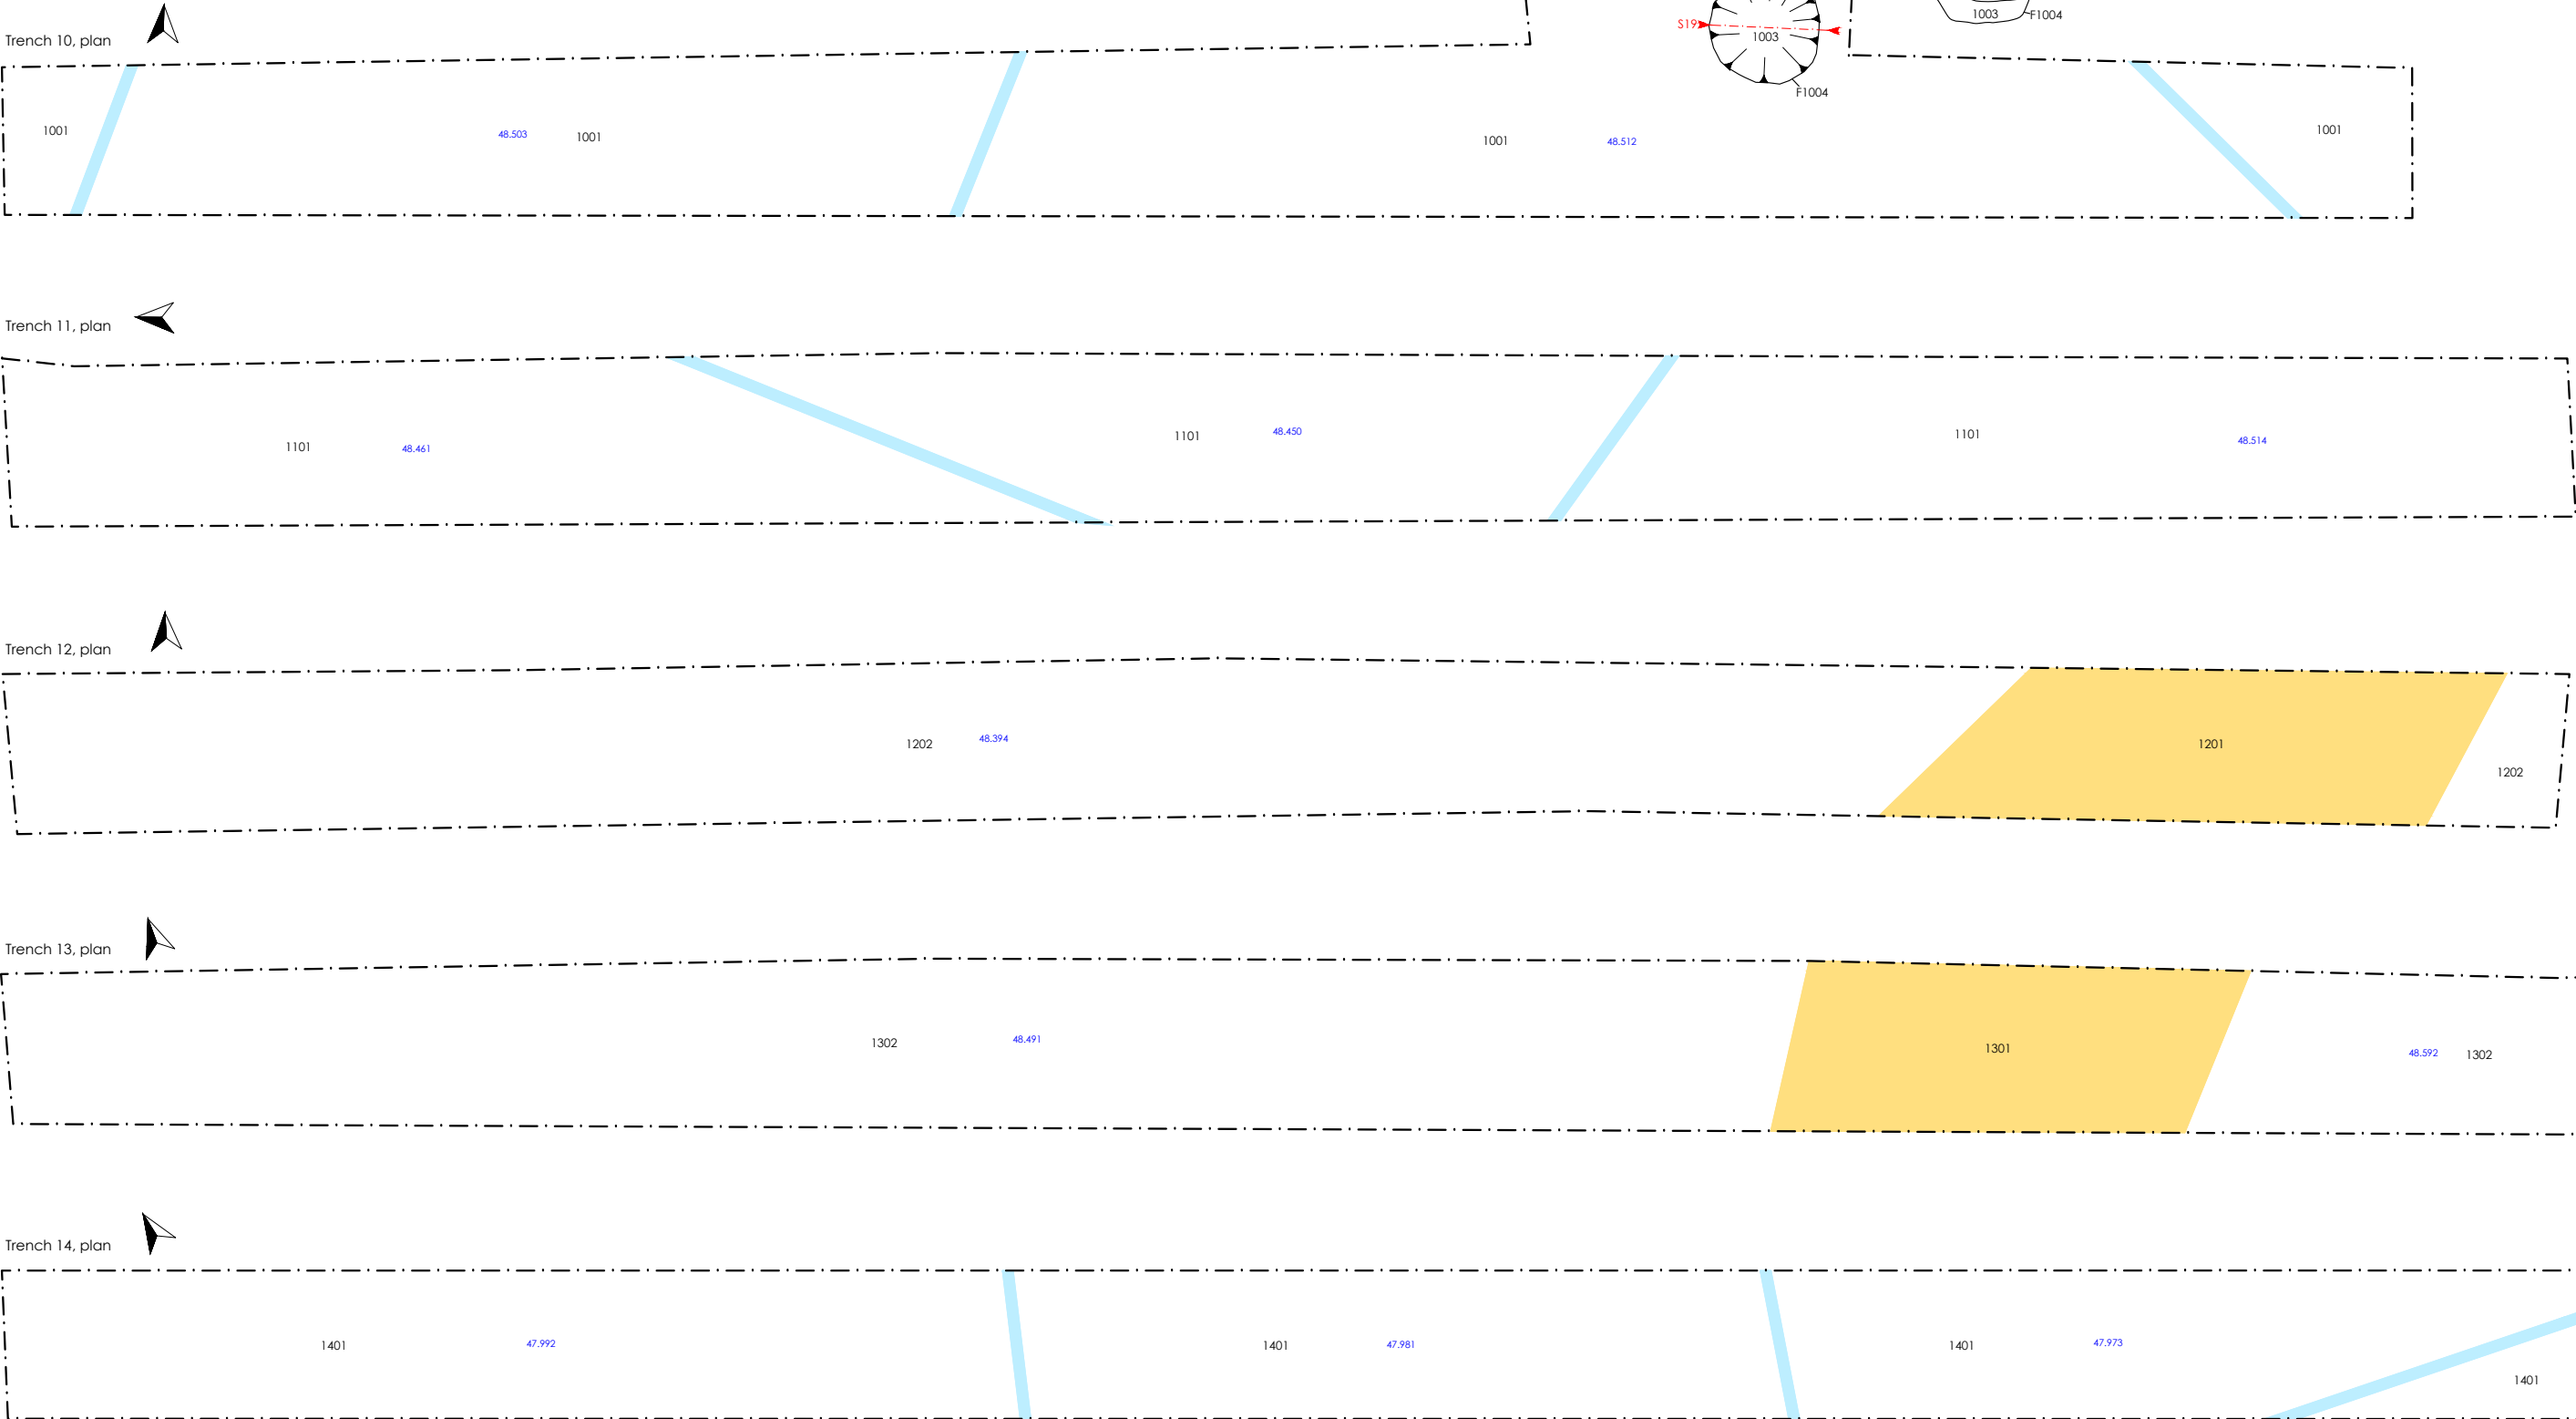 1003 F1004
S19
1003
Trench 10, plan
F1004
1001
48.503 1001
1001 48.512
1001
Trench 11, plan
1101 48.461
1101 48.450
1101 48.514
Trench 12, plan
1202 48.394
1201
1202
Trench 13, plan
1302 48.491
1301
48.592 1302
Trench 14, plan
1401 47.992
1401 47.981
1401 47.973
1401